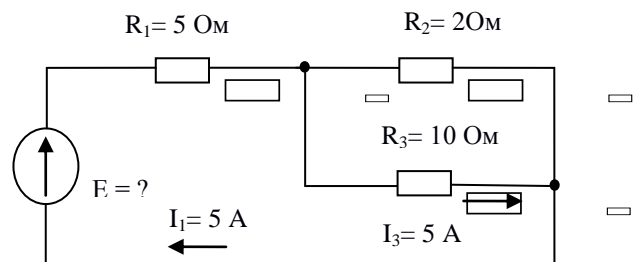 R₁= 5 Ом
R₂= 2Ом
R₃= 10 Ом
E = ?
I₁= 5 А
I₃= 5 А